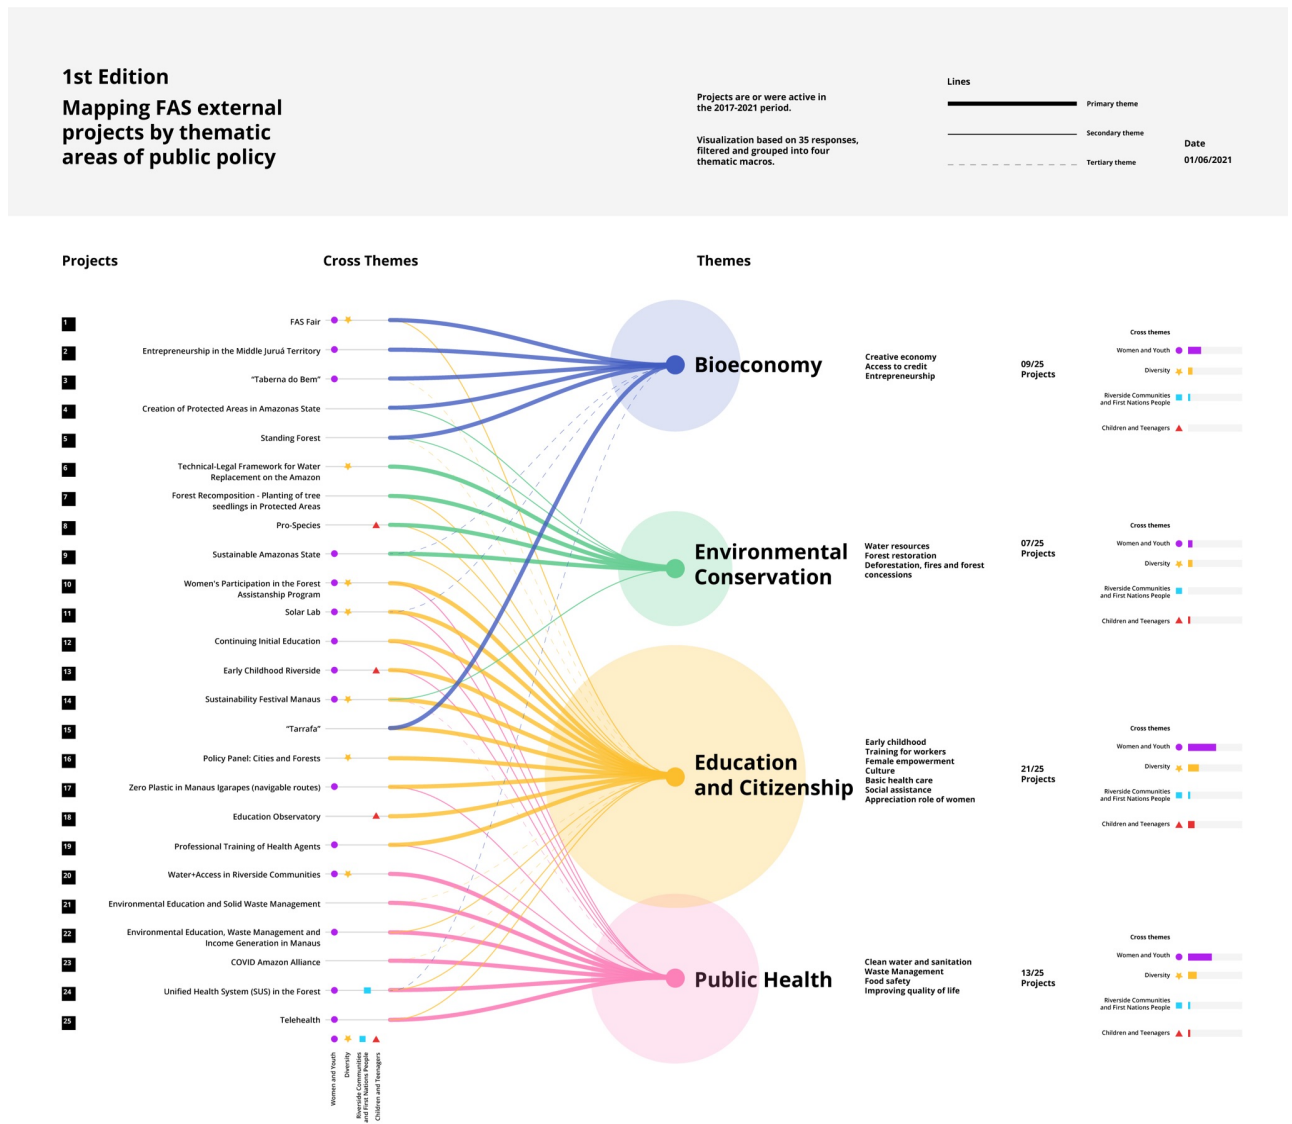 1st Edition
Mapping FAS external
projects by thematic
areas of public policy
Projects are or were active in
the 2017-2021 period.
Visualization based on 35 responses,
filtered and grouped into four
thematic macros.
Lines
Primary theme
Secondary theme
Tertiary theme
Date
01/06/2021
Projects
Cross Themes
Themes
1
FAS Fair
2
Entrepreneurship in the Middle Juruá Territory
3
"Taberna do Bem"
4
Creation of Protected Areas in Amazonas State
5
Standing Forest
6
Technical-Legal Framework for Water
Replacement on the Amazon
7
Forest Recomposition - Planting of tree
seedlings in Protected Areas
8
Pro-Species
9
Sustainable Amazonas State
10
Women's Participation in the Forest
Assistanship Program
11
Solar Lab
12
Continuing Initial Education
13
Early Childhood Riverside
14
Sustainability Festival Manaus
15
"Tarrafa"
16
Policy Panel: Cities and Forests
17
Zero Plastic in Manaus Igarapes (navigable routes)
18
Education Observatory
19
Professional Training of Health Agents
20
Water+Access in Riverside Communities
21
Environmental Education and Solid Waste Management
22
Environmental Education, Waste Management and
Income Generation in Manaus
23
COVID Amazon Alliance
24
Unified Health System (SUS) in the Forest
25
Telehealth
Women and Youth
Diversity
Riverside Communities
and First Nations People
Children and Teenagers
Bioeconomy
Creative economy
Access to credit
Entrepreneurship
09/25
Projects
Cross themes
Women and Youth
Diversity
Riverside Communities
and First Nations People
Children and Teenagers
Environmental
Conservation
Water resources
Forest restoration
Deforestation, fires and forest
concessions
07/25
Projects
Cross themes
Women and Youth
Diversity
Riverside Communities
and First Nations People
Children and Teenagers
Education
and Citizenship
Early childhood
Training for workers
Female empowerment
Culture
Basic health care
Social assistance
Appreciation role of women
21/25
Projects
Cross themes
Women and Youth
Diversity
Riverside Communities
and First Nations People
Children and Teenagers
Public Health
Clean water and sanitation
Waste Management
Food safety
Improving quality of life
13/25
Projects
Cross themes
Women and Youth
Diversity
Riverside Communities
and First Nations People
Children and Teenagers